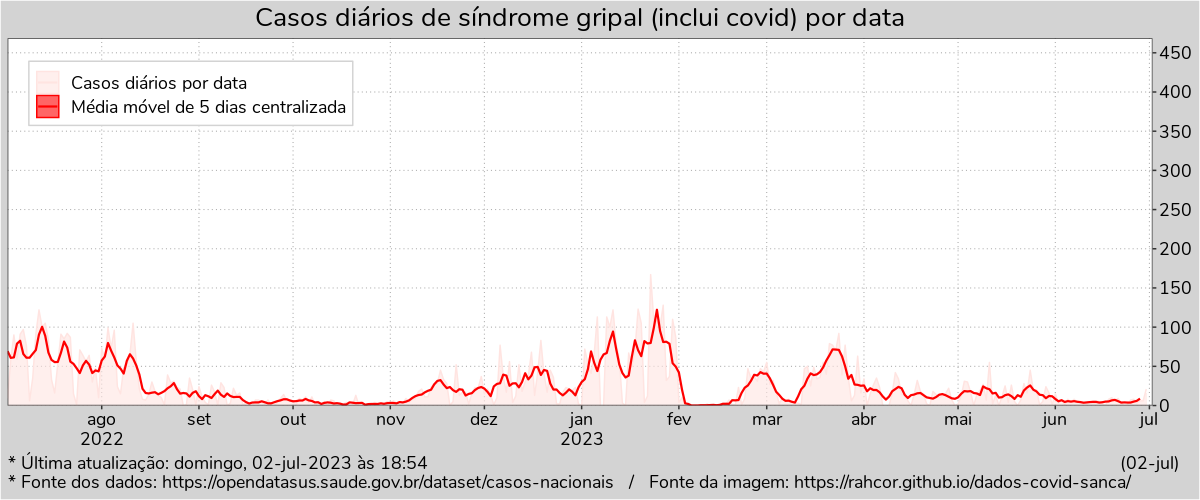 Casos diários de síndrome gripal (inclui covid) por data
Casos diários por data
Média móvel de 5 dias centralizada
450
400
350
300
250
200
150
100
50
0
ago set out nov dez jan fev mar abr mai jun jul
2022 2023
* Última atualização: domingo, 02-jul-2023 às 18:54 (02-jul)
* Fonte dos dados: https://opendatasus.saude.gov.br/dataset/casos-nacionais / Fonte da imagem: https://rahcor.github.io/dados-covid-sanca/